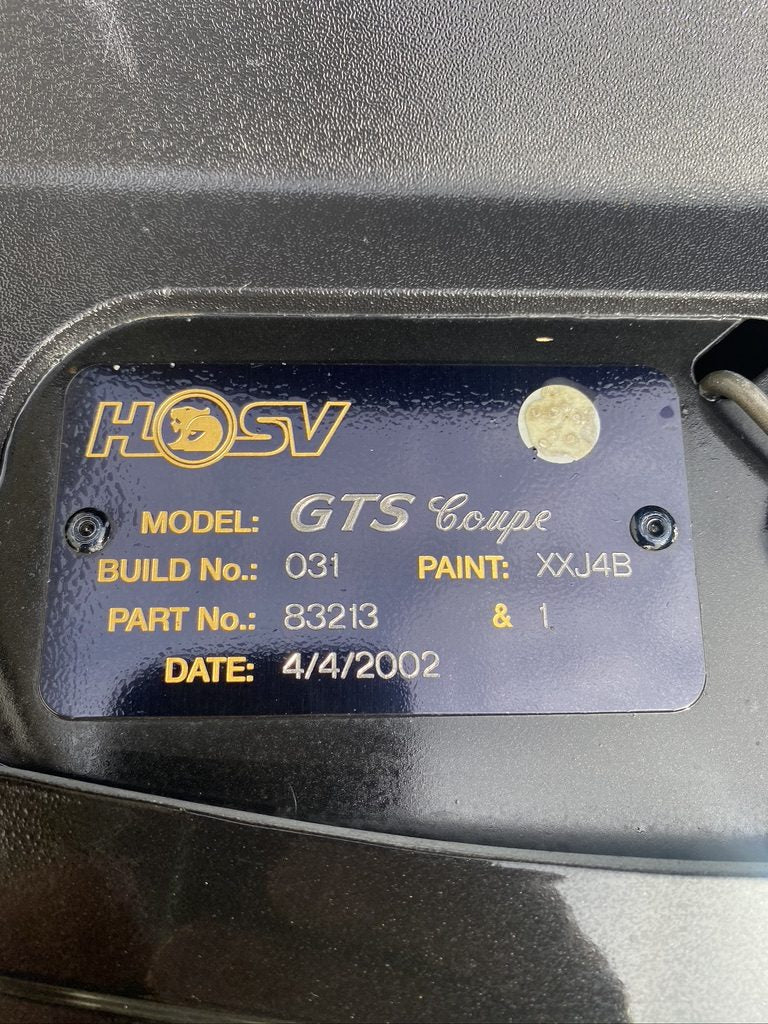 HSV
MODEL: GTS Coupe
BUILD No.: 031 PAINT: XXJ4B
PART No.: 83213 & 1
DATE: 4/4/2002